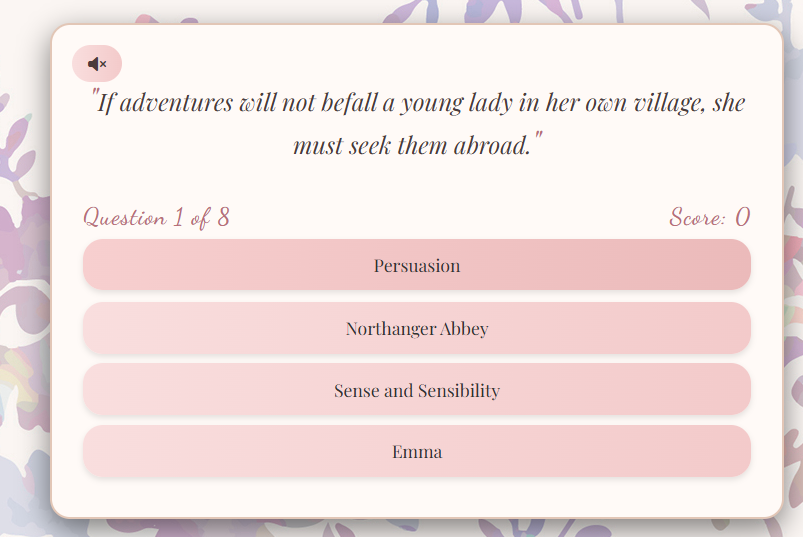 "If adventures will not befall a young lady in her own village, she
must seek them abroad."
Question 1 of 8
Score: 0
Persuasion
Northanger Abbey
Sense and Sensibility
Emma